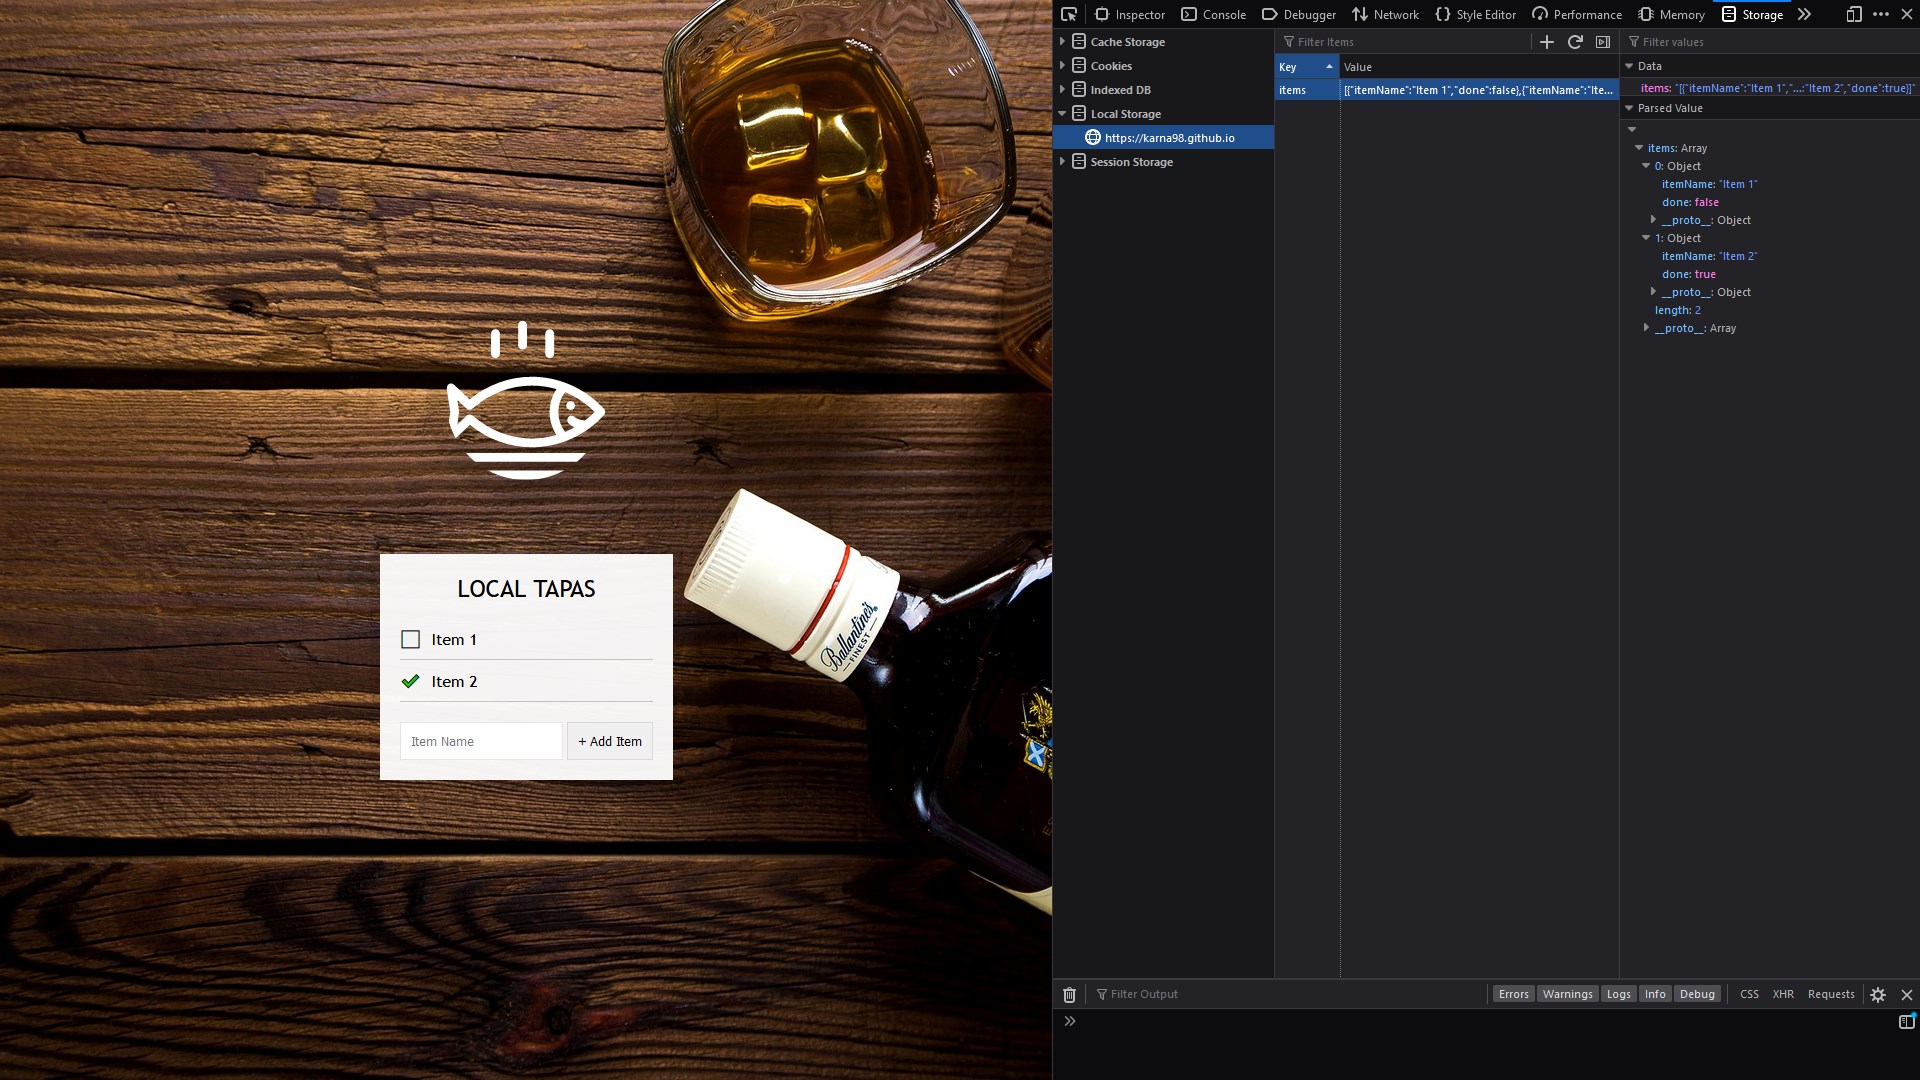 LOCAL TAPAS
Item 1
Item 2
Item Name
+ Add Item
Ballantine's
FINEST
Inspector
Console
Debugger
Network
Style Editor
Performance
Memory
Storage
Cache Storage
Cookies
Indexed DB
Local Storage
https://karna98.github.io
Session Storage
Filter Items
Key
Value
items
[{"itemName":"Item 1","done":false},{"itemName":"Ite...
Filter values
Data
items: "[{"itemName":"Item 1","...:"Item 2","done":true}]"
Parsed Value
items: Array
0: Object
itemName: "Item 1"
done: false
__proto__: Object
1: Object
itemName: "Item 2"
done: true
__proto__: Object
length: 2
__proto__: Array
Filter Output
Errors
Warnings
Logs
Info
Debug
CSS
XHR
Requests